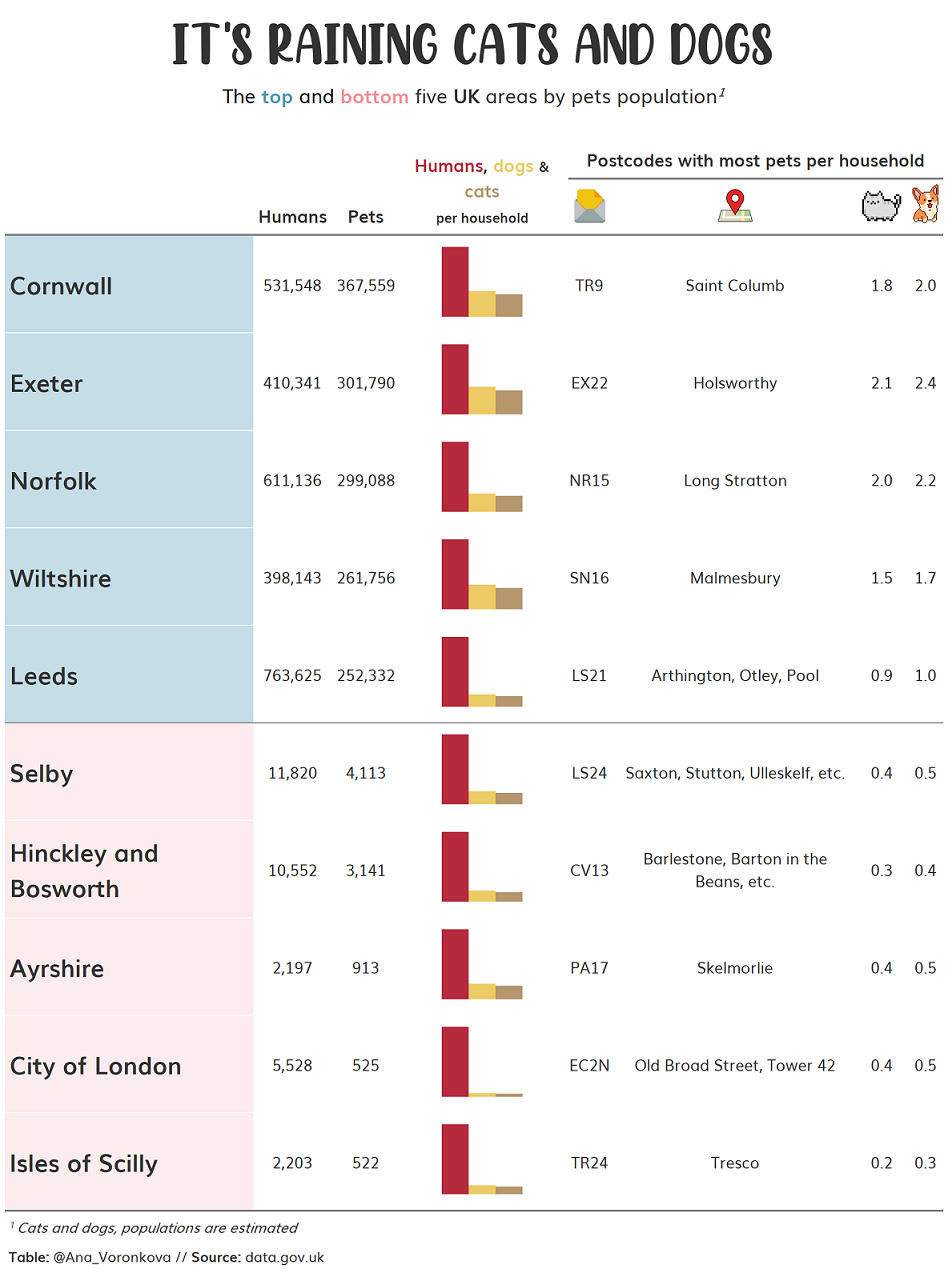 IT'S RAINING CATS AND DOGS
The top and bottom five UK areas by pets population¹
Humans, dogs &
cats
per household
Postcodes with most pets per household
Humans Pets
Cornwall 531,548 367,559 TR9 Saint Columb 1.8 2.0
Exeter 410,341 301,790 EX22 Holsworthy 2.1 2.4
Norfolk 611,136 299,088 NR15 Long Stratton 2.0 2.2
Wiltshire 398,143 261,756 SN16 Malmesbury 1.5 1.7
Leeds 763,625 252,332 LS21 Arthington, Otley, Pool 0.9 1.0
Selby 11,820 4,113 LS24 Saxton, Stutton, Ulleskelf, etc. 0.4 0.5
Hinckley and
Bosworth
10,552 3,141 CV13
Barlestone, Barton in the
Beans, etc.
0.3 0.4
Ayrshire 2,197 913 PA17 Skelmorlie 0.4 0.5
City of London 5,528 525 EC2N Old Broad Street, Tower 42 0.4 0.5
Isles of Scilly 2,203 522 TR24 Tresco 0.2 0.3
¹ Cats and dogs, populations are estimated
Table: @Ana_Voronkova // Source: data.gov.uk